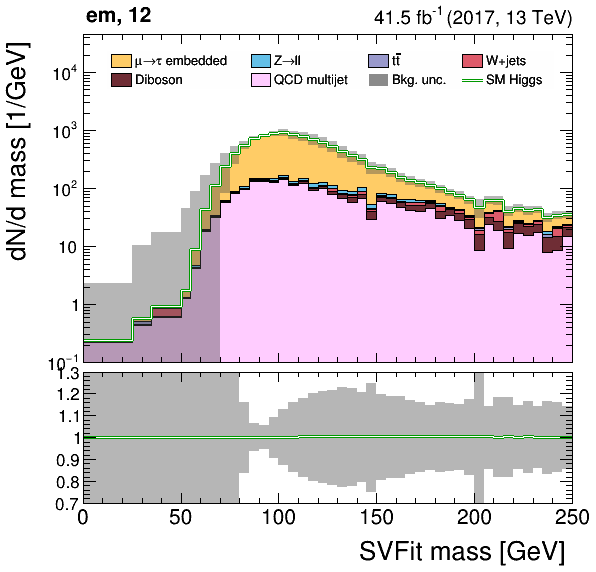 em, 12
41.5 fb⁻¹ (2017, 13 TeV)
dN/d mass [1/GeV]
μ→τ embedded
Z→ll
tt̄
W+jets
Diboson
QCD multijet
Bkg. unc.
SM Higgs
10⁴
10³
10²
10
1
10⁻¹
1.3
1.2
1.1
1
0.9
0.8
0.7
0 50 100 150 200 250
SVFit mass [GeV]